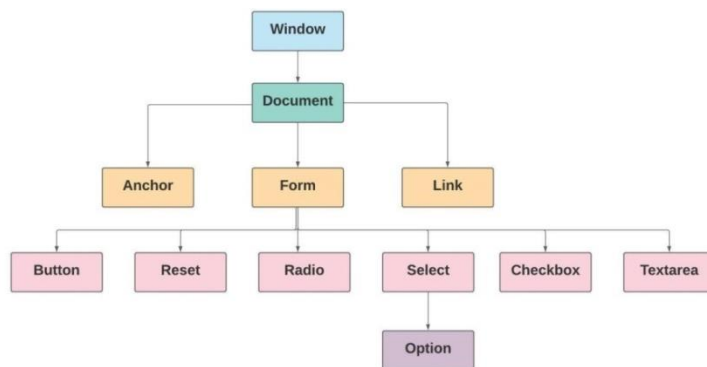 Window
Document
Anchor
Form
Link
Button
Reset
Radio
Select
Checkbox
Textarea
Option